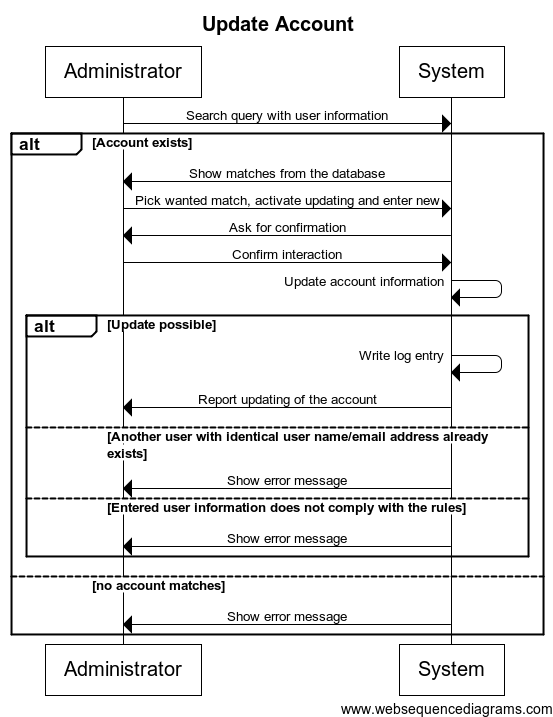 Update Account
Administrator
System
Search query with user information
alt
[Account exists]
Show matches from the database
Pick wanted match, activate updating and enter new
Ask for confirmation
Confirm interaction
Update account information
alt
[Update possible]
Write log entry
Report updating of the account
[Another user with identical user name/email address already
exists]
Show error message
[Entered user information does not comply with the rules]
Show error message
[no account matches]
Show error message
Administrator
System
www.websequencediagrams.com